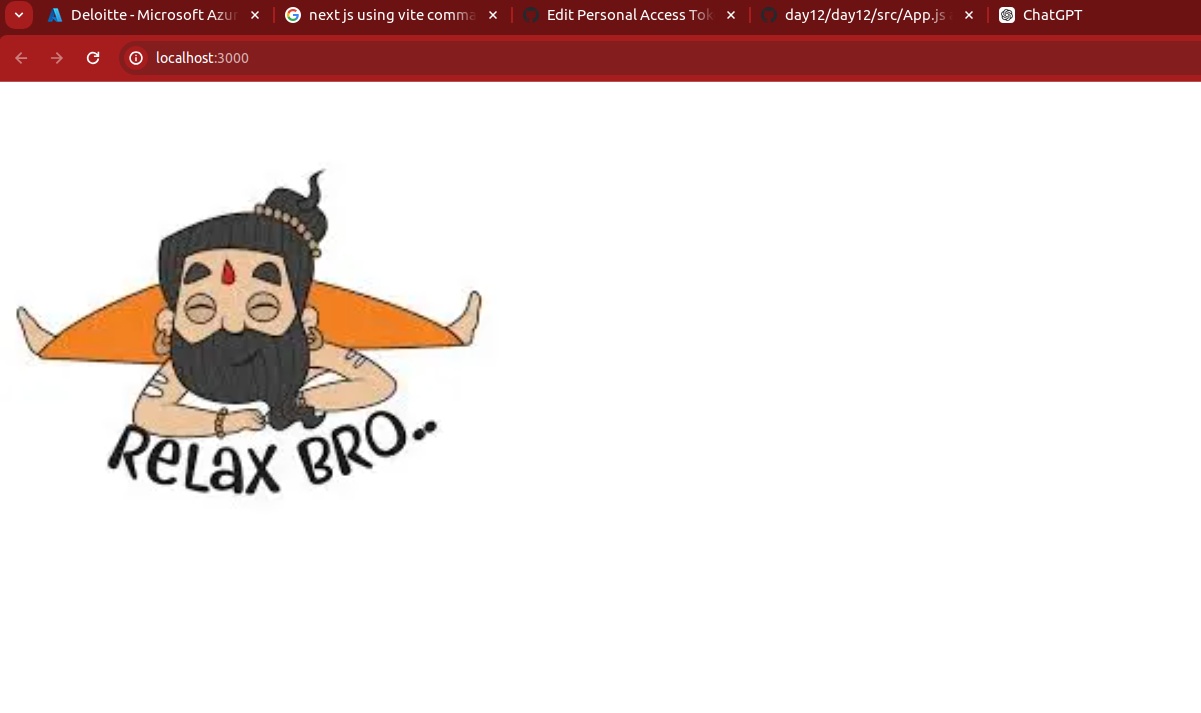 Deloitte - Microsoft Azur
next js using vite comma
Edit Personal Access Tok
day12/day12/src/App.js
ChatGPT
localhost:3000
RELAX BRO..